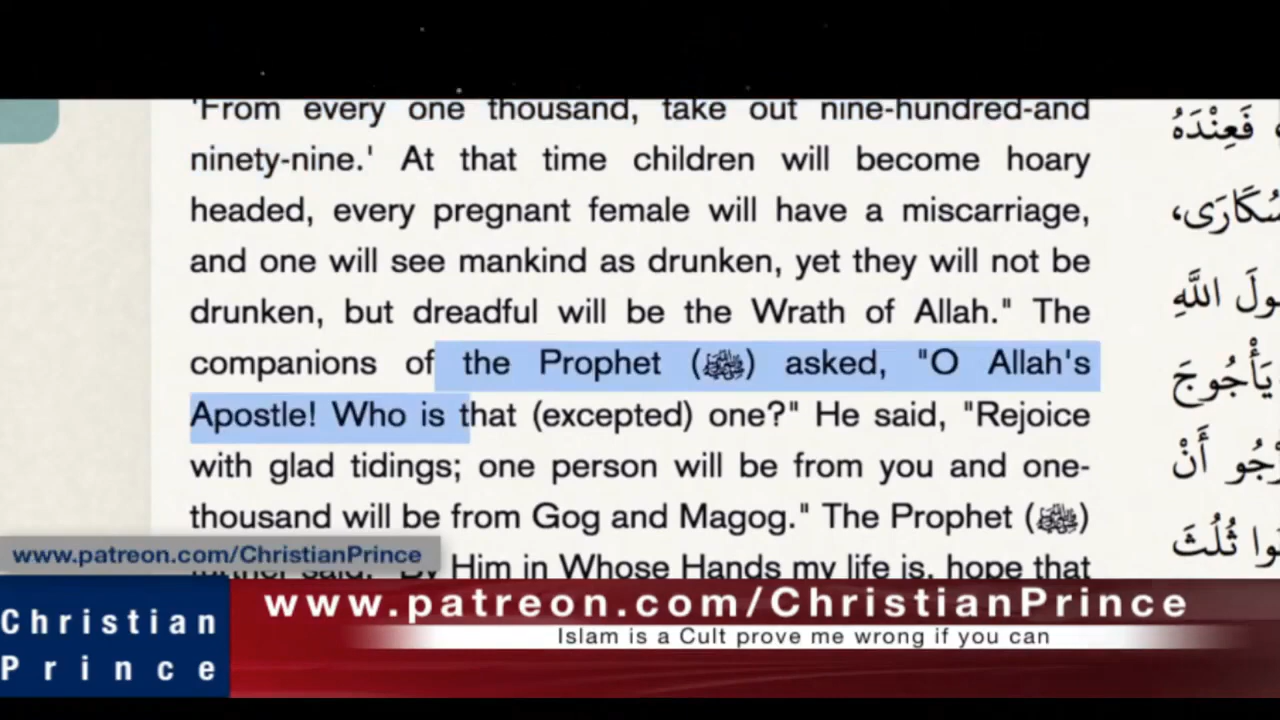 'From every one thousand, take out nine-hundred-and
ninety-nine.' At that time children will become hoary
headed, every pregnant female will have a miscarriage,
and one will see mankind as drunken, yet they will not be
drunken, but dreadful will be the Wrath of Allah." The
companions of the Prophet (ﷺ) asked, "O Allah's
Apostle! Who is that (excepted) one?" He said, "Rejoice
with glad tidings; one person will be from you and one-
thousand will be from Gog and Magog." The Prophet (ﷺ)
further said, "By Him in Whose Hands my life is, hope that
فَعِنْدَهُ
سُكَارَى،
اللَّهِ
يَأْجُوجَ
أَنْ
ثُلُثَ
www.patreon.com/ChristianPrince
Christian
Prince
www.patreon.com/ChristianPrince
Islam is a Cult prove me wrong if you can